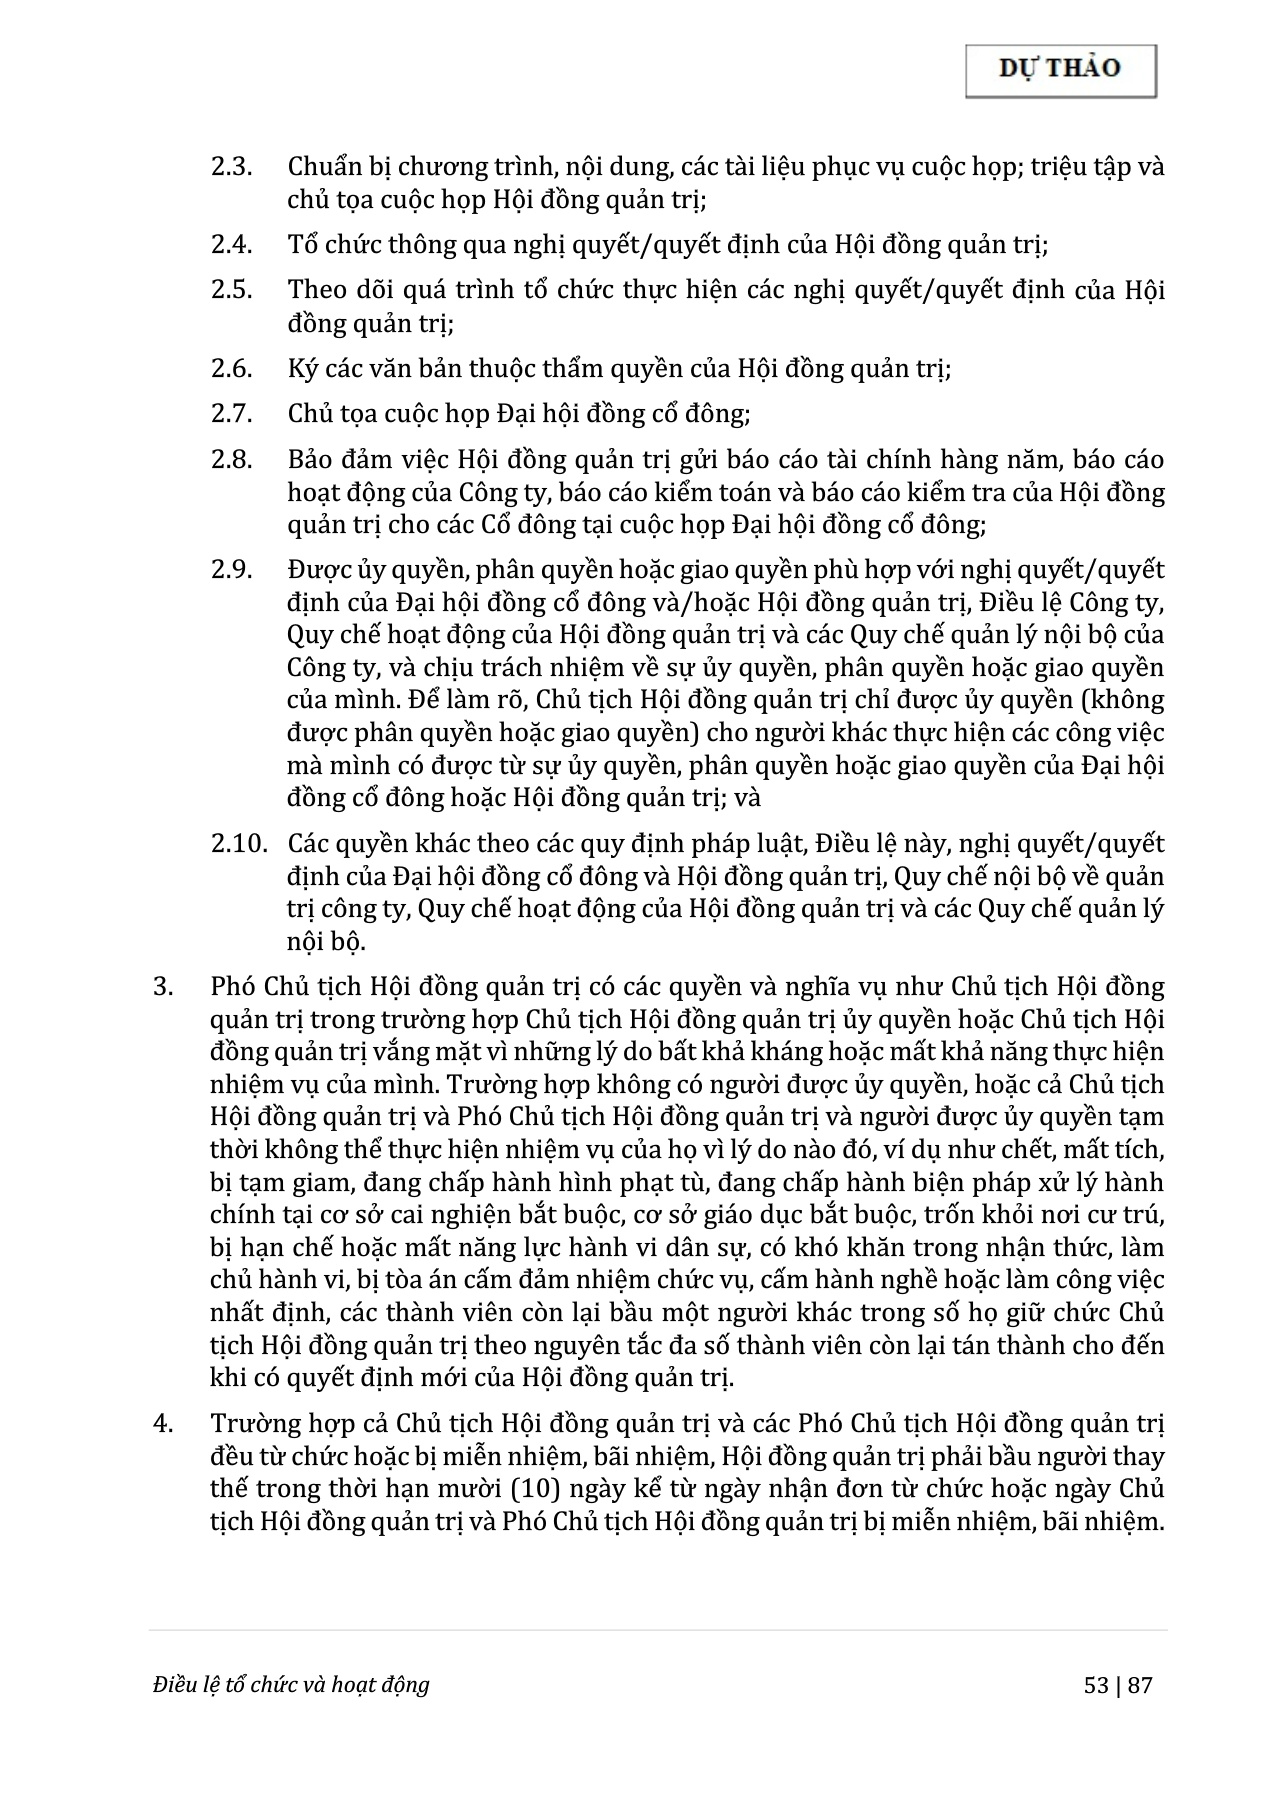 DỰ THẢO
2.3. Chuẩn bị chương trình, nội dung, các tài liệu phục vụ cuộc họp; triệu tập và
chủ tọa cuộc họp Hội đồng quản trị;
2.4. Tổ chức thông qua nghị quyết/quyết định của Hội đồng quản trị;
2.5. Theo dõi quá trình tổ chức thực hiện các nghị quyết/quyết định của Hội
đồng quản trị;
2.6. Ký các văn bản thuộc thẩm quyền của Hội đồng quản trị;
2.7. Chủ tọa cuộc họp Đại hội đồng cổ đông;
2.8. Bảo đảm việc Hội đồng quản trị gửi báo cáo tài chính hàng năm, báo cáo
hoạt động của Công ty, báo cáo kiểm toán và báo cáo kiểm tra của Hội đồng
quản trị cho các Cổ đông tại cuộc họp Đại hội đồng cổ đông;
2.9. Được ủy quyền, phân quyền hoặc giao quyền phù hợp với nghị quyết/quyết
định của Đại hội đồng cổ đông và/hoặc Hội đồng quản trị, Điều lệ Công ty,
Quy chế hoạt động của Hội đồng quản trị và các Quy chế quản lý nội bộ của
Công ty, và chịu trách nhiệm về sự ủy quyền, phân quyền hoặc giao quyền
của mình. Để làm rõ, Chủ tịch Hội đồng quản trị chỉ được ủy quyền (không
được phân quyền hoặc giao quyền) cho người khác thực hiện các công việc
mà mình có được từ sự ủy quyền, phân quyền hoặc giao quyền của Đại hội
đồng cổ đông hoặc Hội đồng quản trị; và
2.10. Các quyền khác theo các quy định pháp luật, Điều lệ này, nghị quyết/quyết
định của Đại hội đồng cổ đông và Hội đồng quản trị, Quy chế nội bộ về quản
trị công ty, Quy chế hoạt động của Hội đồng quản trị và các Quy chế quản lý
nội bộ.
3. Phó Chủ tịch Hội đồng quản trị có các quyền và nghĩa vụ như Chủ tịch Hội đồng
quản trị trong trường hợp Chủ tịch Hội đồng quản trị ủy quyền hoặc Chủ tịch Hội
đồng quản trị vắng mặt vì những lý do bất khả kháng hoặc mất khả năng thực hiện
nhiệm vụ của mình. Trường hợp không có người được ủy quyền, hoặc cả Chủ tịch
Hội đồng quản trị và Phó Chủ tịch Hội đồng quản trị và người được ủy quyền tạm
thời không thể thực hiện nhiệm vụ của họ vì lý do nào đó, ví dụ như chết, mất tích,
bị tạm giam, đang chấp hành hình phạt tù, đang chấp hành biện pháp xử lý hành
chính tại cơ sở cai nghiện bắt buộc, cơ sở giáo dục bắt buộc, trốn khỏi nơi cư trú,
bị hạn chế hoặc mất năng lực hành vi dân sự, có khó khăn trong nhận thức, làm
chủ hành vi, bị tòa án cấm đảm nhiệm chức vụ, cấm hành nghề hoặc làm công việc
nhất định, các thành viên còn lại bầu một người khác trong số họ giữ chức Chủ
tịch Hội đồng quản trị theo nguyên tắc đa số thành viên còn lại tán thành cho đến
khi có quyết định mới của Hội đồng quản trị.
4. Trường hợp cả Chủ tịch Hội đồng quản trị và các Phó Chủ tịch Hội đồng quản trị
đều từ chức hoặc bị miễn nhiệm, bãi nhiệm, Hội đồng quản trị phải bầu người thay
thế trong thời hạn mười (10) ngày kể từ ngày nhận đơn từ chức hoặc ngày Chủ
tịch Hội đồng quản trị và Phó Chủ tịch Hội đồng quản trị bị miễn nhiệm, bãi nhiệm.
Điều lệ tổ chức và hoạt động 53 | 87